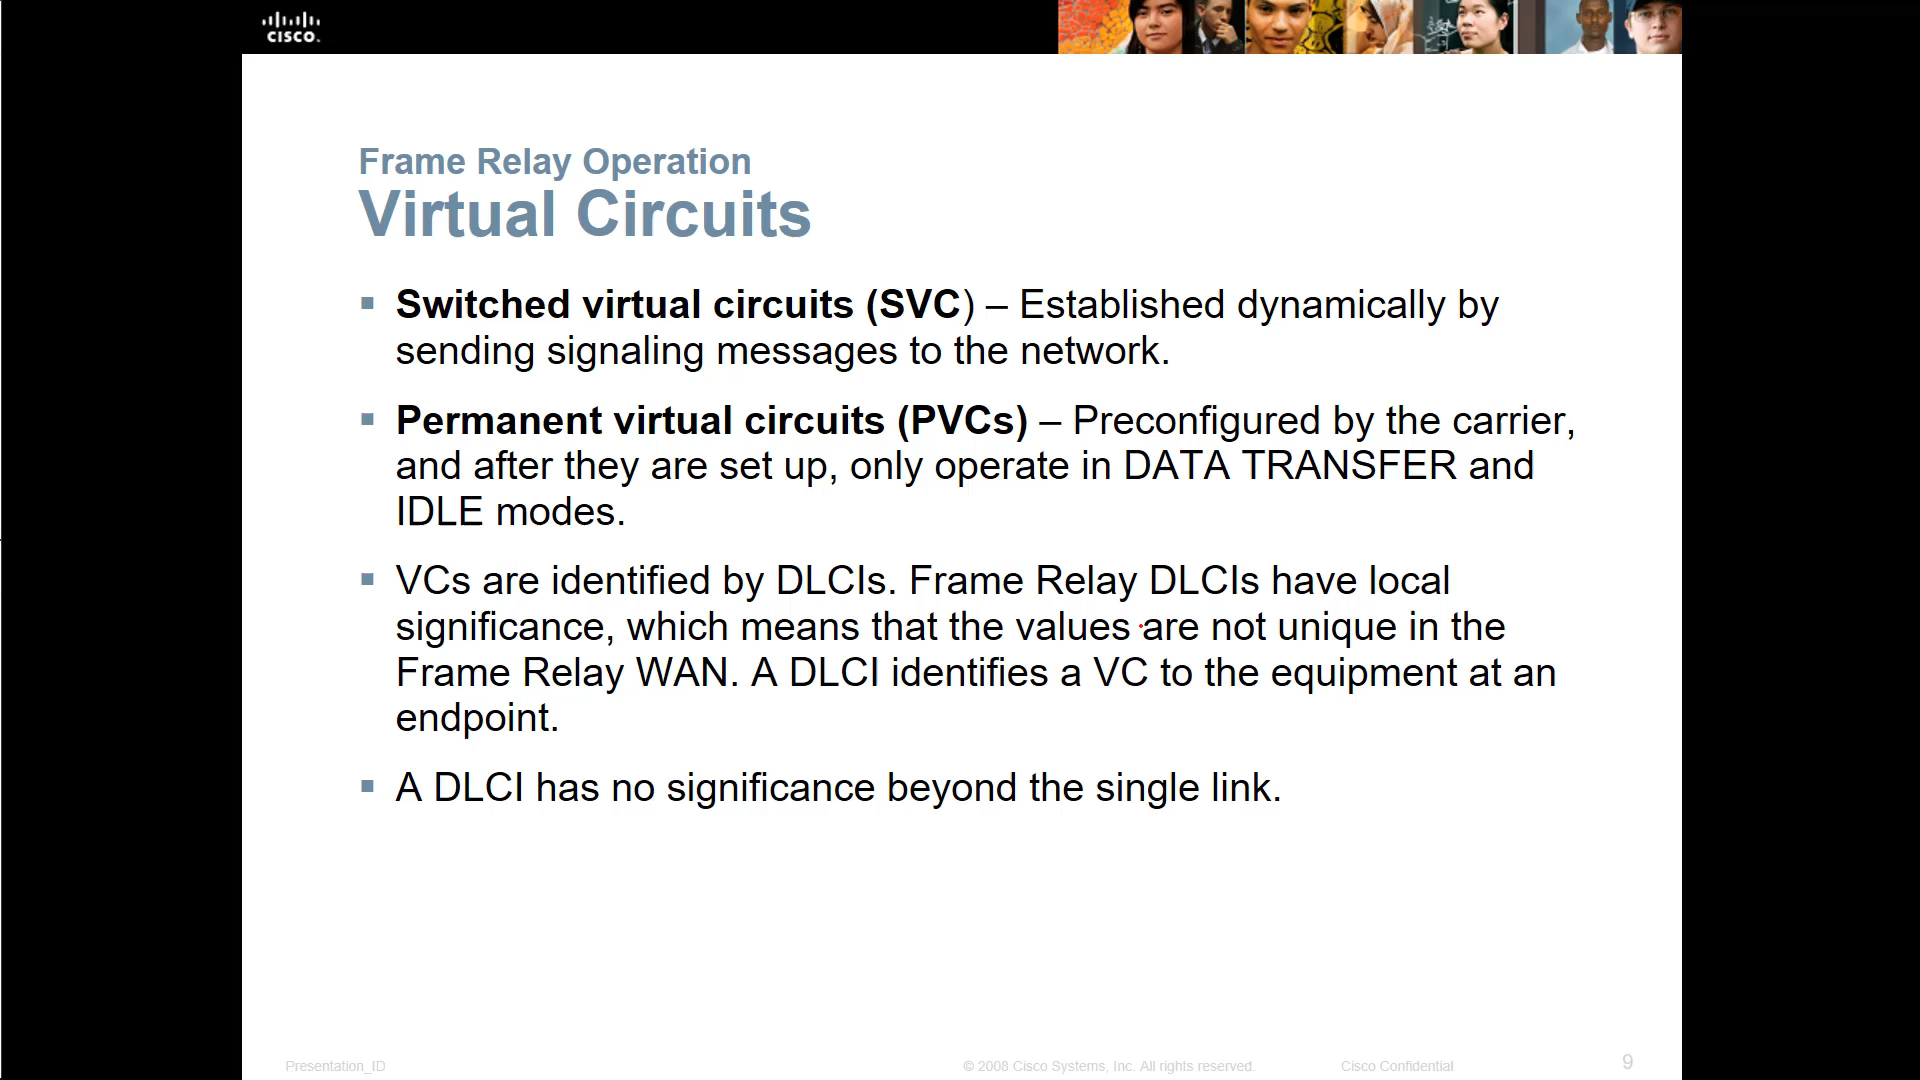 CISCO.
Frame Relay Operation
Virtual Circuits
▪ Switched virtual circuits (SVC) – Established dynamically by
sending signaling messages to the network.
▪ Permanent virtual circuits (PVCs) – Preconfigured by the carrier,
and after they are set up, only operate in DATA TRANSFER and
IDLE modes.
▪ VCs are identified by DLCIs. Frame Relay DLCIs have local
significance, which means that the values are not unique in the
Frame Relay WAN. A DLCI identifies a VC to the equipment at an
endpoint.
▪ A DLCI has no significance beyond the single link.
Presentation_ID © 2008 Cisco Systems, Inc. All rights reserved. Cisco Confidential 9